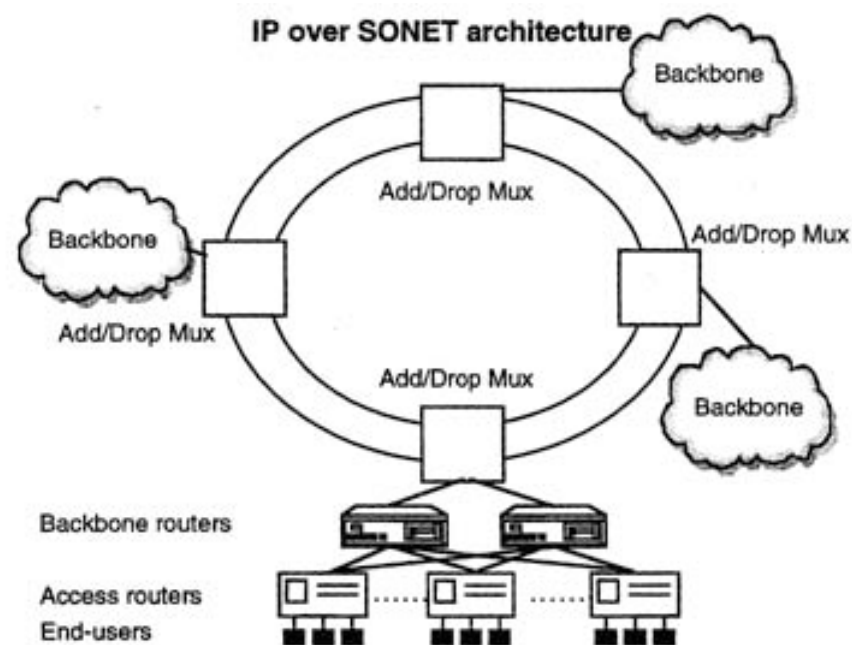 IP over SONET architecture
Backbone
Add/Drop Mux
Backbone
Add/Drop Mux
Add/Drop Mux
Add/Drop Mux
Backbone
Backbone routers
Access routers
End-users